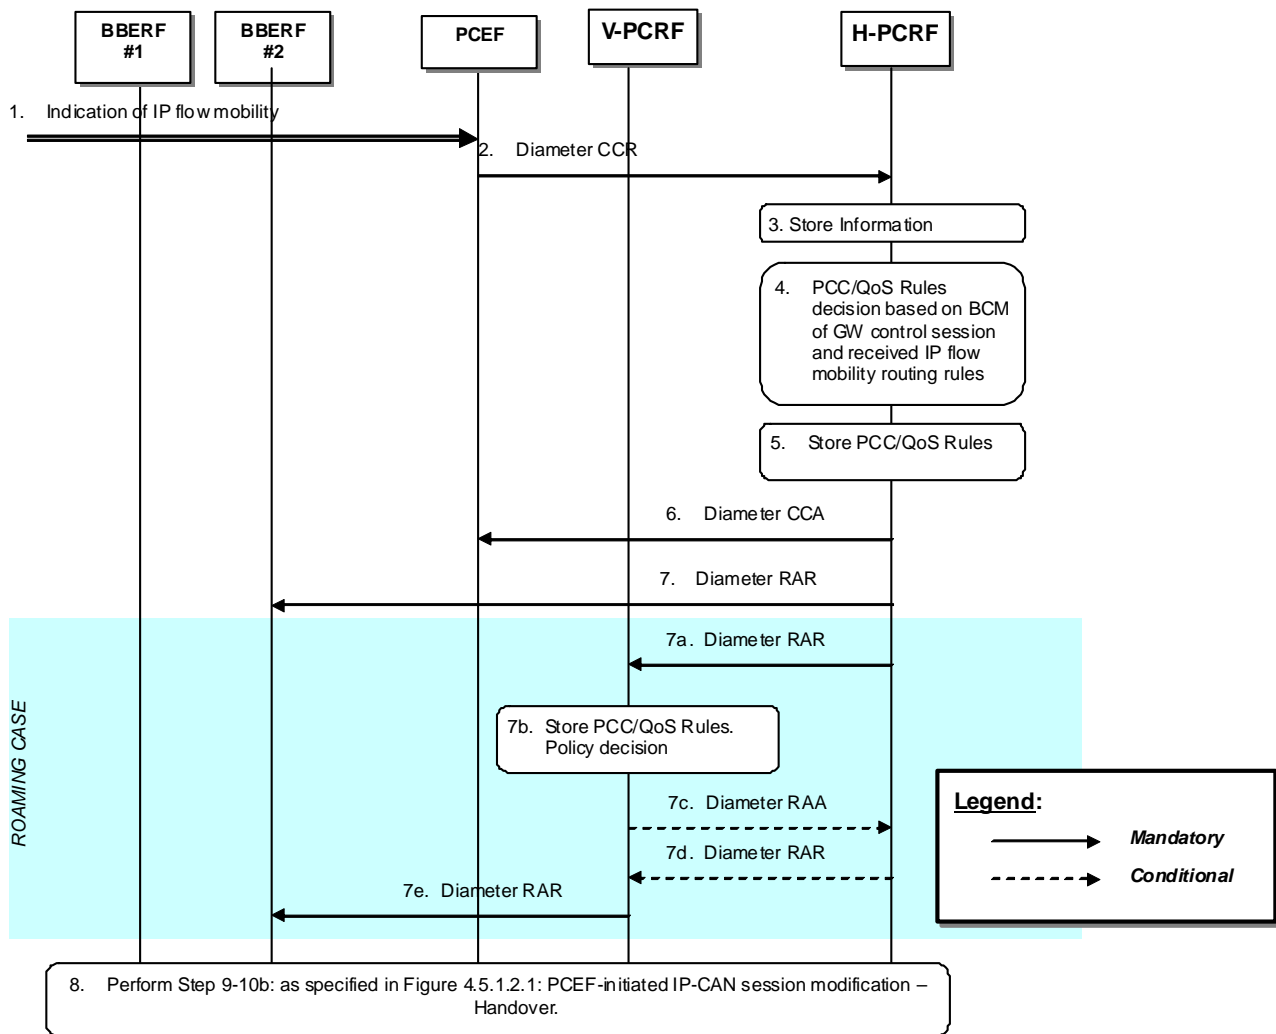 BBERF
#1
BBERF
#2
PCEF
V-PCRF
H-PCRF
1. Indication of IP flow mobility
2. Diameter CCR
3. Store Information
4. PCC/QoS Rules
decision based on BCM
of GW control session
and received IP flow
mobility routing rules
5. Store PCC/QoS Rules
6. Diameter CCA
7. Diameter RAR
7a. Diameter RAR
ROAMING CASE
7b. Store PCC/QoS Rules.
Policy decision
7c. Diameter RAA
7d. Diameter RAR
7e. Diameter RAR
Legend:
Mandatory
Conditional
8. Perform Step 9-10b: as specified in Figure 4.5.1.2.1: PCEF-initiated IP-CAN session modification –
Handover.